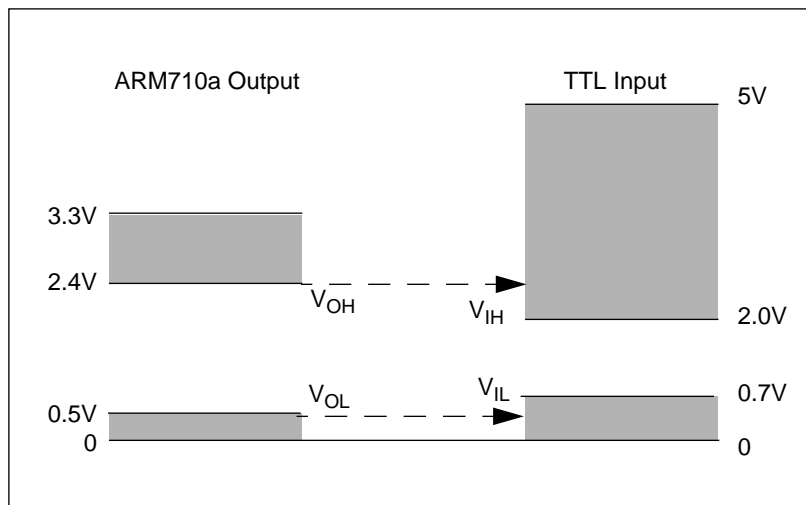 ARM710a Output
TTL Input
5V
3.3V
2.4V
VOH
VIH
2.0V
0.5V
VOL
VIL
0.7V
0
0